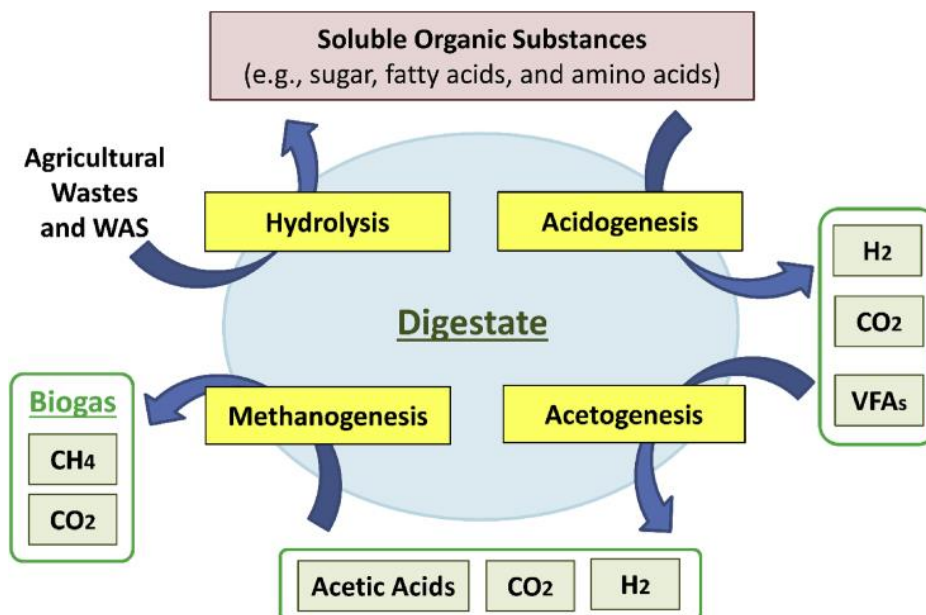 Soluble Organic Substances
(e.g., sugar, fatty acids, and amino acids)
Agricultural
Wastes
and WAS
Hydrolysis
Acidogenesis
H2
CO2
VFAs
Digestate
Biogas
CH4
CO2
Methanogenesis
Acetogenesis
Acetic Acids
CO2
H2